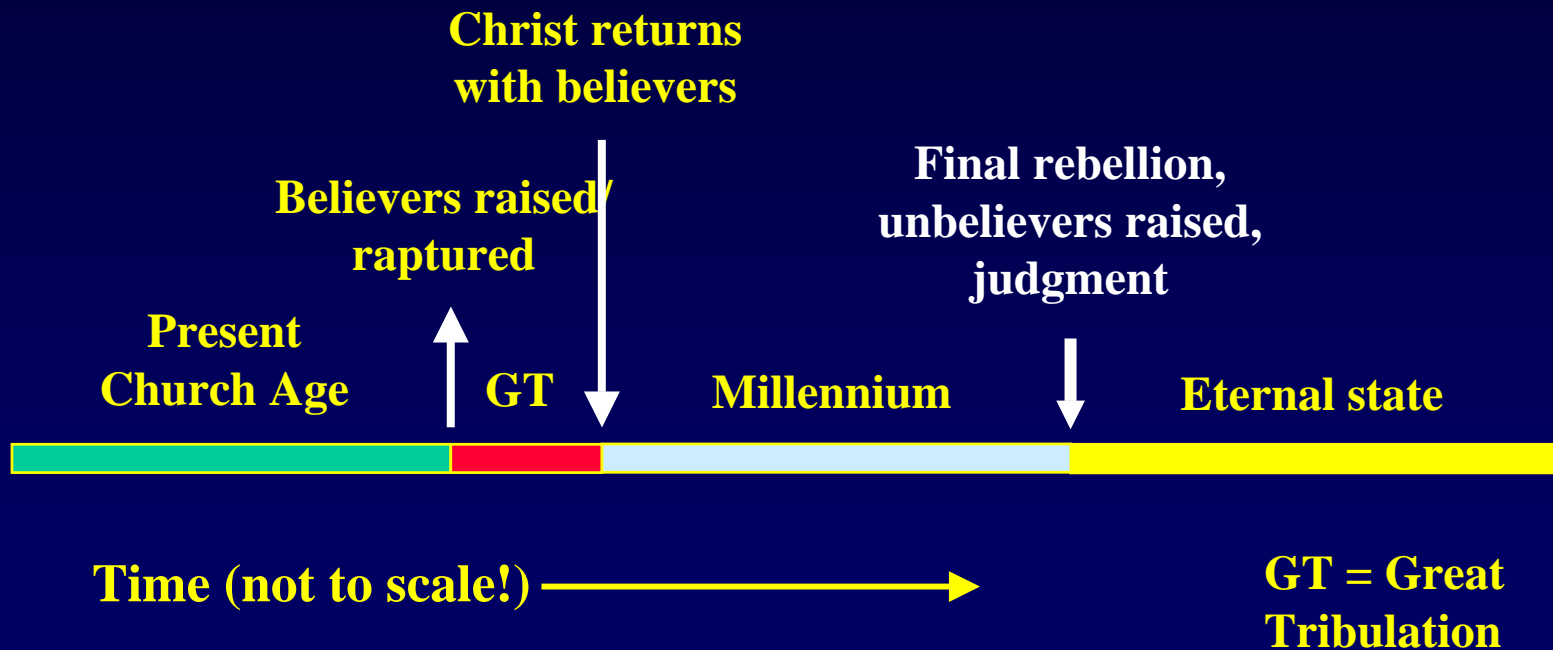 Christ returns
with believers
Believers raised/
raptured
Final rebellion,
unbelievers raised,
judgment
Present
Church Age
GT
Millennium
Eternal state
Time (not to scale!)
GT = Great
Tribulation